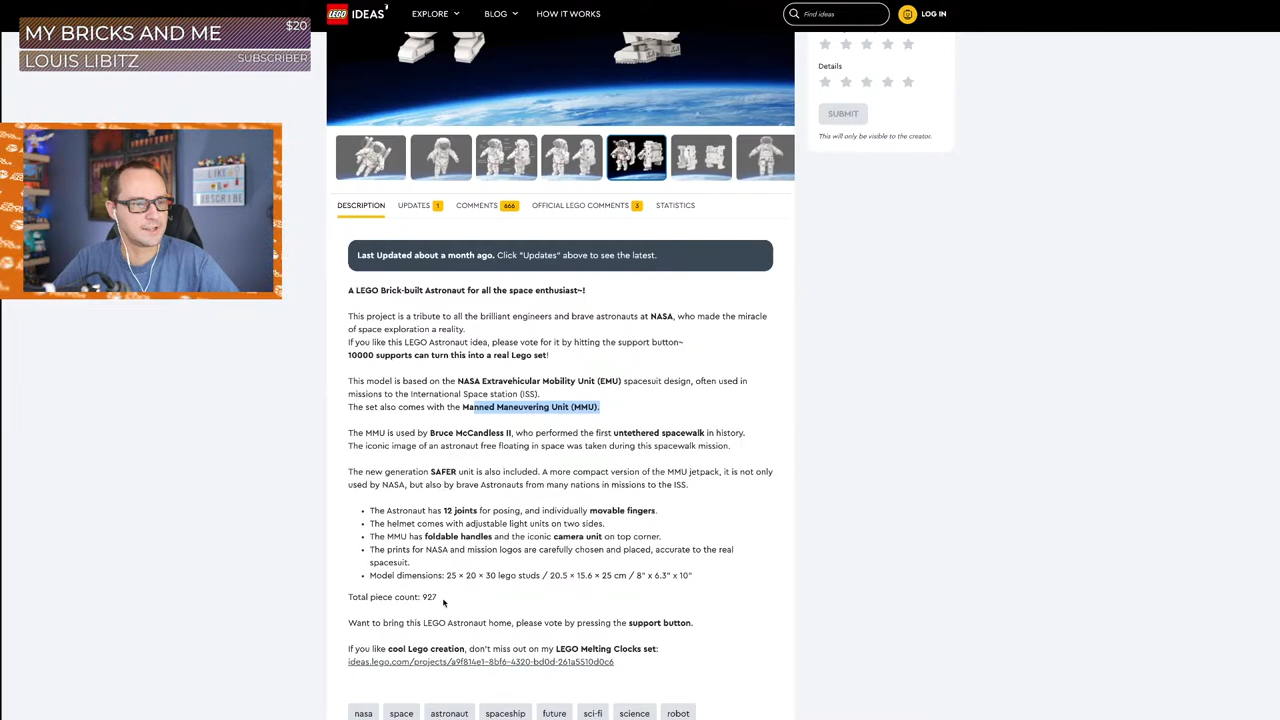 MY BRICKS AND ME
$20
LOUIS LIBITZ
SUBSCRIBER
LIKE
SUBSCRIBE
LEGO IDEAS
EXPLORE
BLOG
HOW IT WORKS
Find ideas
LOG IN
Details
SUBMIT
This will only be visible to the creator.
DESCRIPTION
UPDATES 1
COMMENTS 666
OFFICIAL LEGO COMMENTS 3
STATISTICS
Last Updated about a month ago. Click "Updates" above to see the latest.
A LEGO Brick-built Astronaut for all the space enthusiast~!
This project is a tribute to all the brilliant engineers and brave astronauts at NASA, who made the miracle
of space exploration a reality.
If you like this LEGO Astronaut idea, please vote for it by hitting the support button~
10000 supports can turn this into a real Lego set!
This model is based on the NASA Extravehicular Mobility Unit (EMU) spacesuit design, often used in
missions to the International Space station (ISS).
The set also comes with the Manned Maneuvering Unit (MMU).
The MMU is used by Bruce McCandless II, who performed the first untethered spacewalk in history.
The iconic image of an astronaut free floating in space was taken during this spacewalk mission.
The new generation SAFER unit is also included. A more compact version of the MMU jetpack, it is not only
used by NASA, but also by brave Astronauts from many nations in missions to the ISS.
• The Astronaut has 12 joints for posing, and individually movable fingers.
• The helmet comes with adjustable light units on two sides.
• The MMU has foldable handles and the iconic camera unit on top corner.
• The prints for NASA and mission logos are carefully chosen and placed, accurate to the real
spacesuit.
• Model dimensions: 25 x 20 x 30 lego studs / 20.5 x 15.6 x 25 cm / 8" x 6.3" x 10"
Total piece count: 927
Want to bring this LEGO Astronaut home, please vote by pressing the support button.
If you like cool Lego creation, don't miss out on my LEGO Melting Clocks set:
ideas.lego.com/projects/a9f814e1-8bf6-4320-bd0d-261a5510d0c6
nasa
space
astronaut
spaceship
future
sci-fi
science
robot